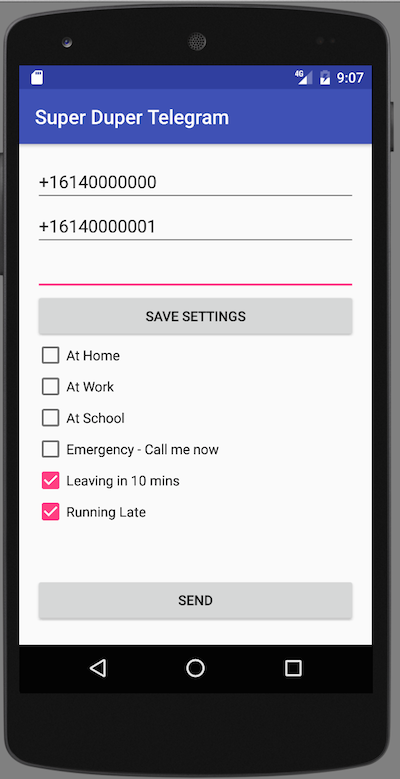 4G 9:07
Super Duper Telegram
+16140000000
+16140000001
SAVE SETTINGS
At Home
At Work
At School
Emergency - Call me now
Leaving in 10 mins
Running Late
SEND